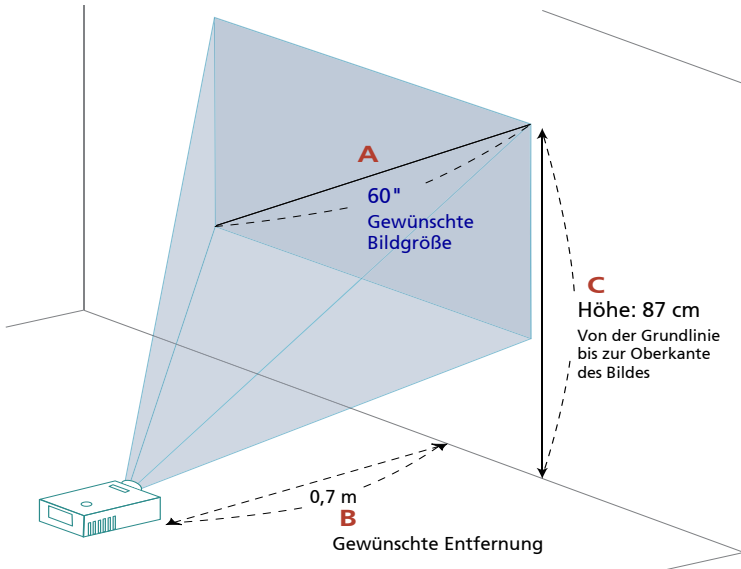 A
60"
Gewünschte
Bildgröße
C
Höhe: 87 cm
Von der Grundlinie
bis zur Oberkante
des Bildes
0,7 m
B
Gewünschte Entfernung